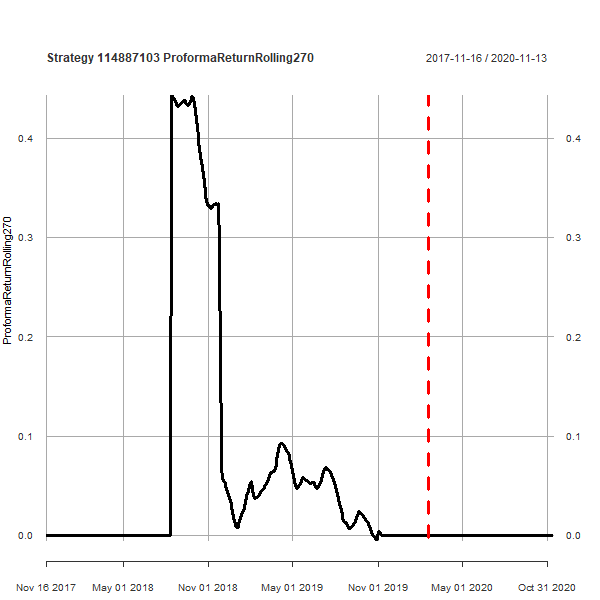 Strategy 114887103 ProformaReturnRolling270 2017-11-16 / 2020-11-13
ProformaReturnRolling270
0.4 0.4
0.3 0.3
0.2 0.2
0.1 0.1
0.0 0.0
Nov 16 2017 May 01 2018 Nov 01 2018 May 01 2019 Nov 01 2019 May 01 2020 Oct 31 2020